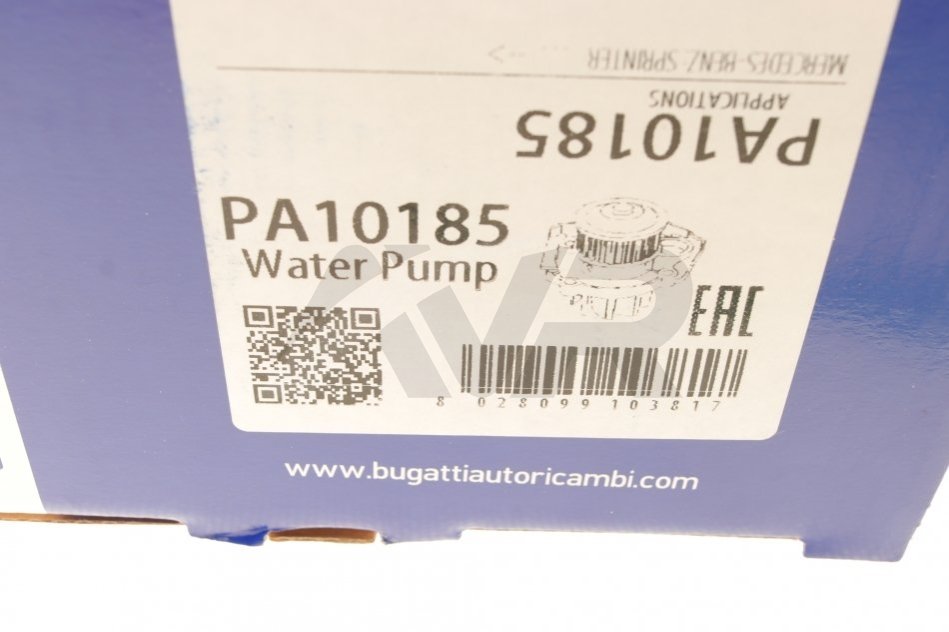 MERCEDES-BENZ SPRINTER ... -->
APPLICATIONS
PA10185
PA10185
Water Pump
EAC
8 028099 103817
www.bugattiautoricambi.com